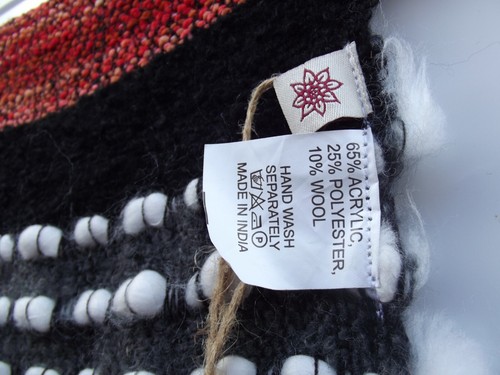 65% ACRYLIC,
25% POLYESTER,
10% WOOL
HAND WASH
SEPARATELY
MADE IN INDIA